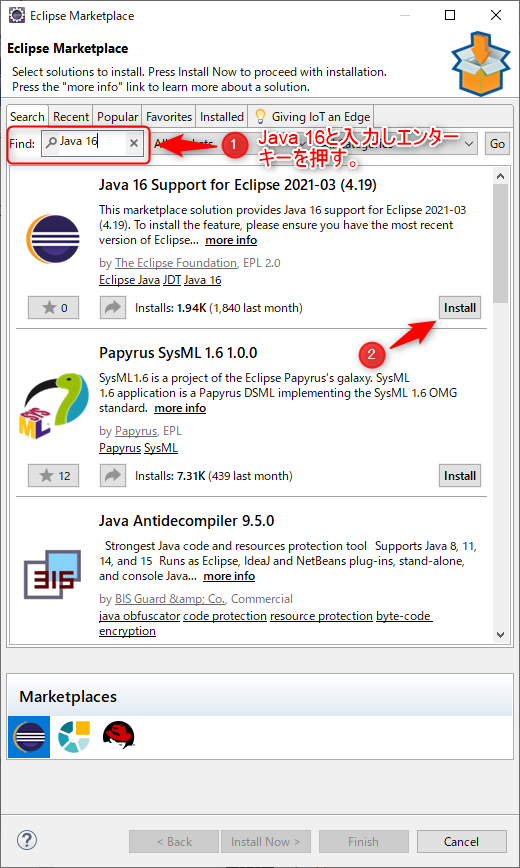 Eclipse Marketplace
Eclipse Marketplace
Select solutions to install. Press Install Now to proceed with installation.
Press the "more info" link to learn more about a solution.
Search Recent Popular Favorites Installed Giving IoT an Edge
Find: Java 16 Go
1 Java 16と入力しエンター
キーを押す。
Java 16 Support for Eclipse 2021-03 (4.19)
This marketplace solution provides Java 16 support for Eclipse 2021-03
(4.19). To install the feature, please ensure you have the most recent
version of Eclipse... more info
by The Eclipse Foundation, EPL 2.0
Eclipse Java JDT Java 16
0 Installs: 1.94K (1,840 last month) Install
2
Papyrus SysML 1.6 1.0.0
SysML1.6 is a project of the Eclipse Papyrus's galaxy. SysML
1.6 application is a Papyrus DSML implementing the SysML 1.6 OMG
standard. more info
by Papyrus, EPL
Papyrus SysML
12 Installs: 7.31K (439 last month) Install
Java Antidecompiler 9.5.0
Strongest Java code and resources protection tool Supports Java 8, 11,
14, and 15 Runs as Eclipse, IdeaJ and NetBeans plug-ins, stand-alone,
and console Java... more info
by BIS Guard &amp; Co., Commercial
java obfuscator code protection resource protection byte-code
encryption
Marketplaces
< Back Install Now > Finish Cancel